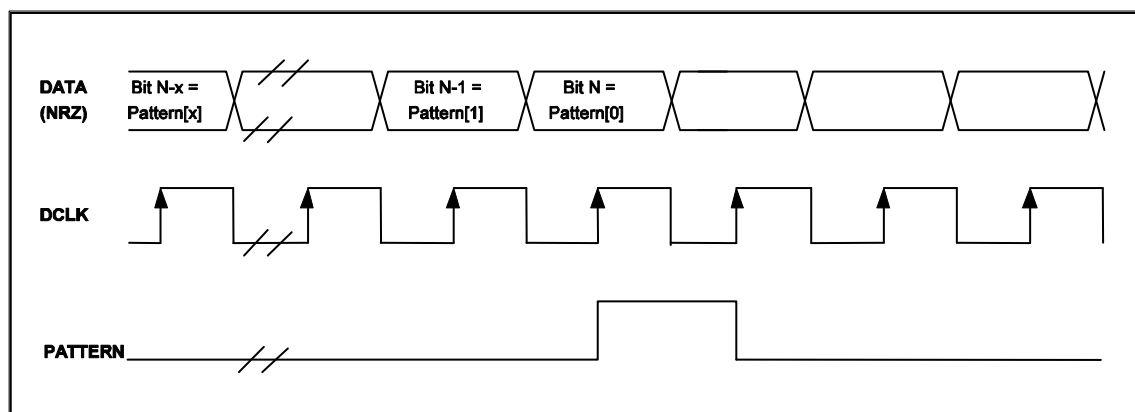 DATA
(NRZ)
Bit N-x =
Pattern[x]
Bit N-1 =
Pattern[1]
Bit N =
Pattern[0]
DCLK
PATTERN